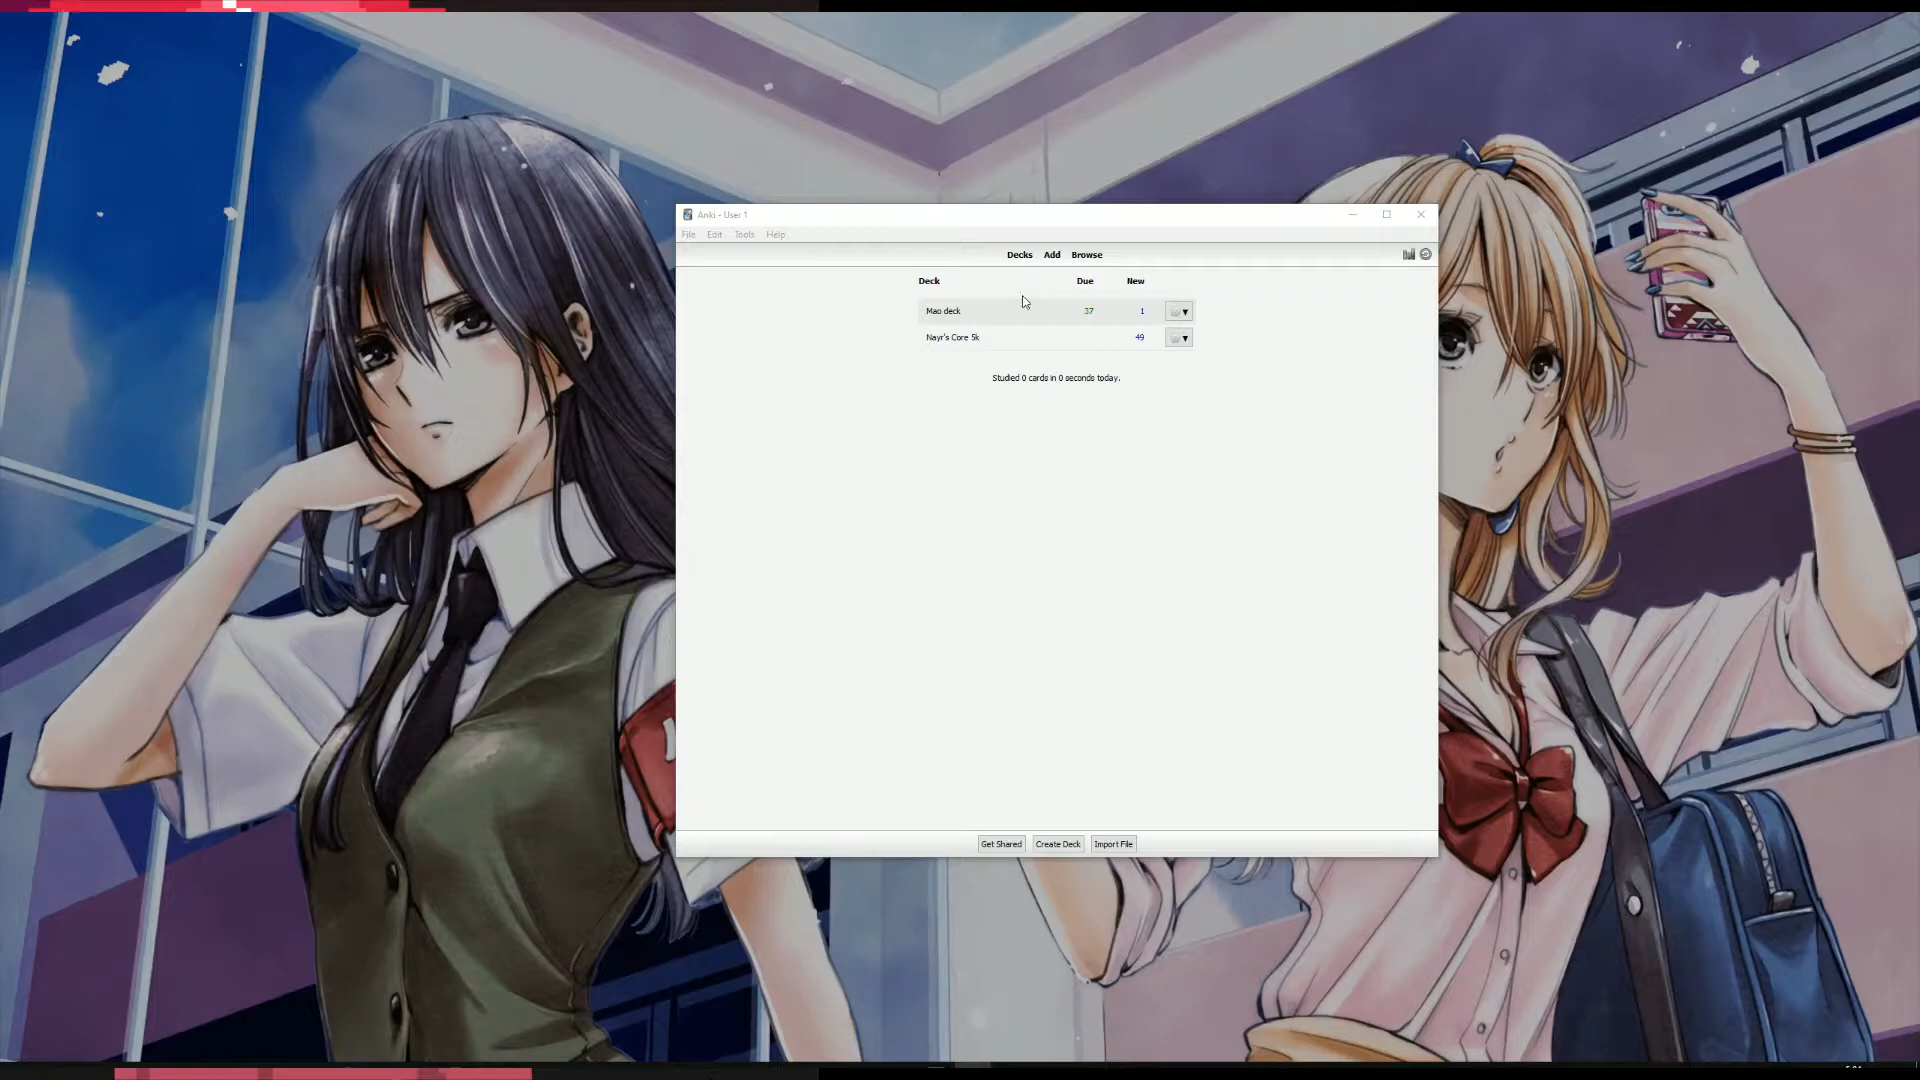 Anki - User 1
File Edit Tools Help
Decks Add Browse
Deck Due New
Mao deck 37 1
Nayr's Core 5k 49
Studied 0 cards in 0 seconds today.
Get Shared Create Deck Import File